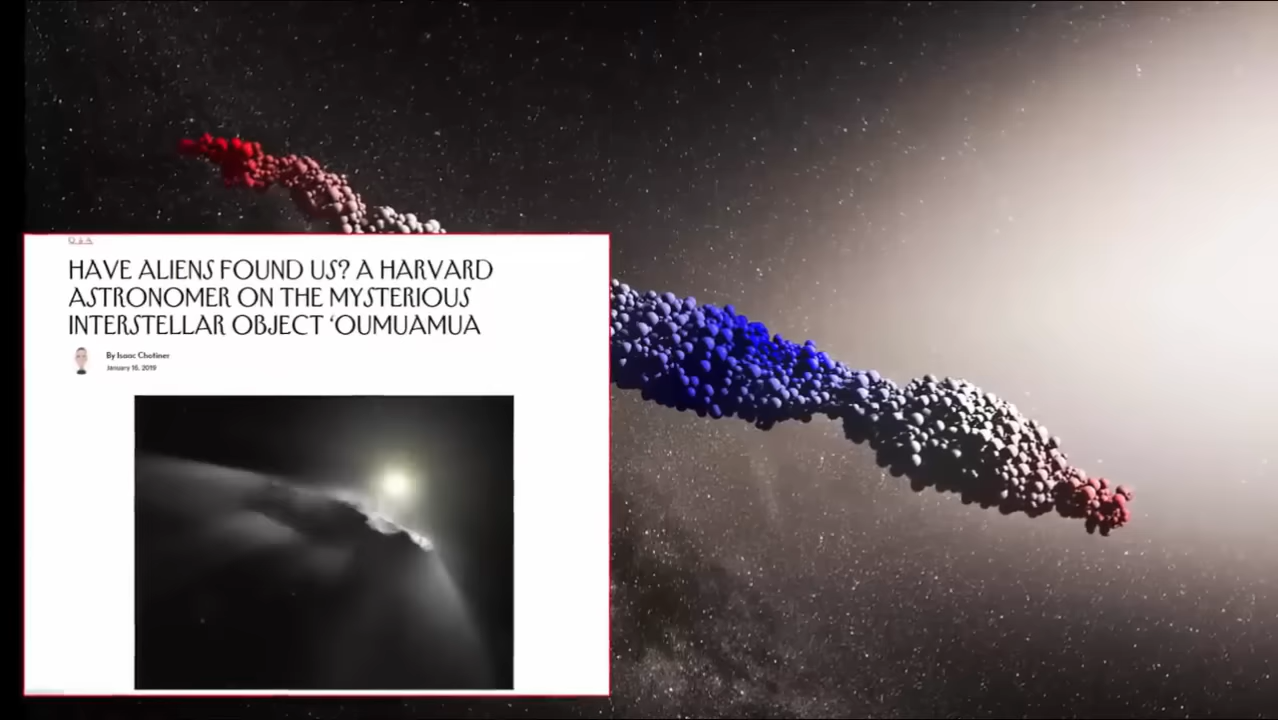 Q. & A.
HAVE ALIENS FOUND US? A HARVARD
ASTRONOMER ON THE MYSTERIOUS
INTERSTELLAR OBJECT ‘OUMUAMUA
By Isaac Chotiner
January 16, 2019